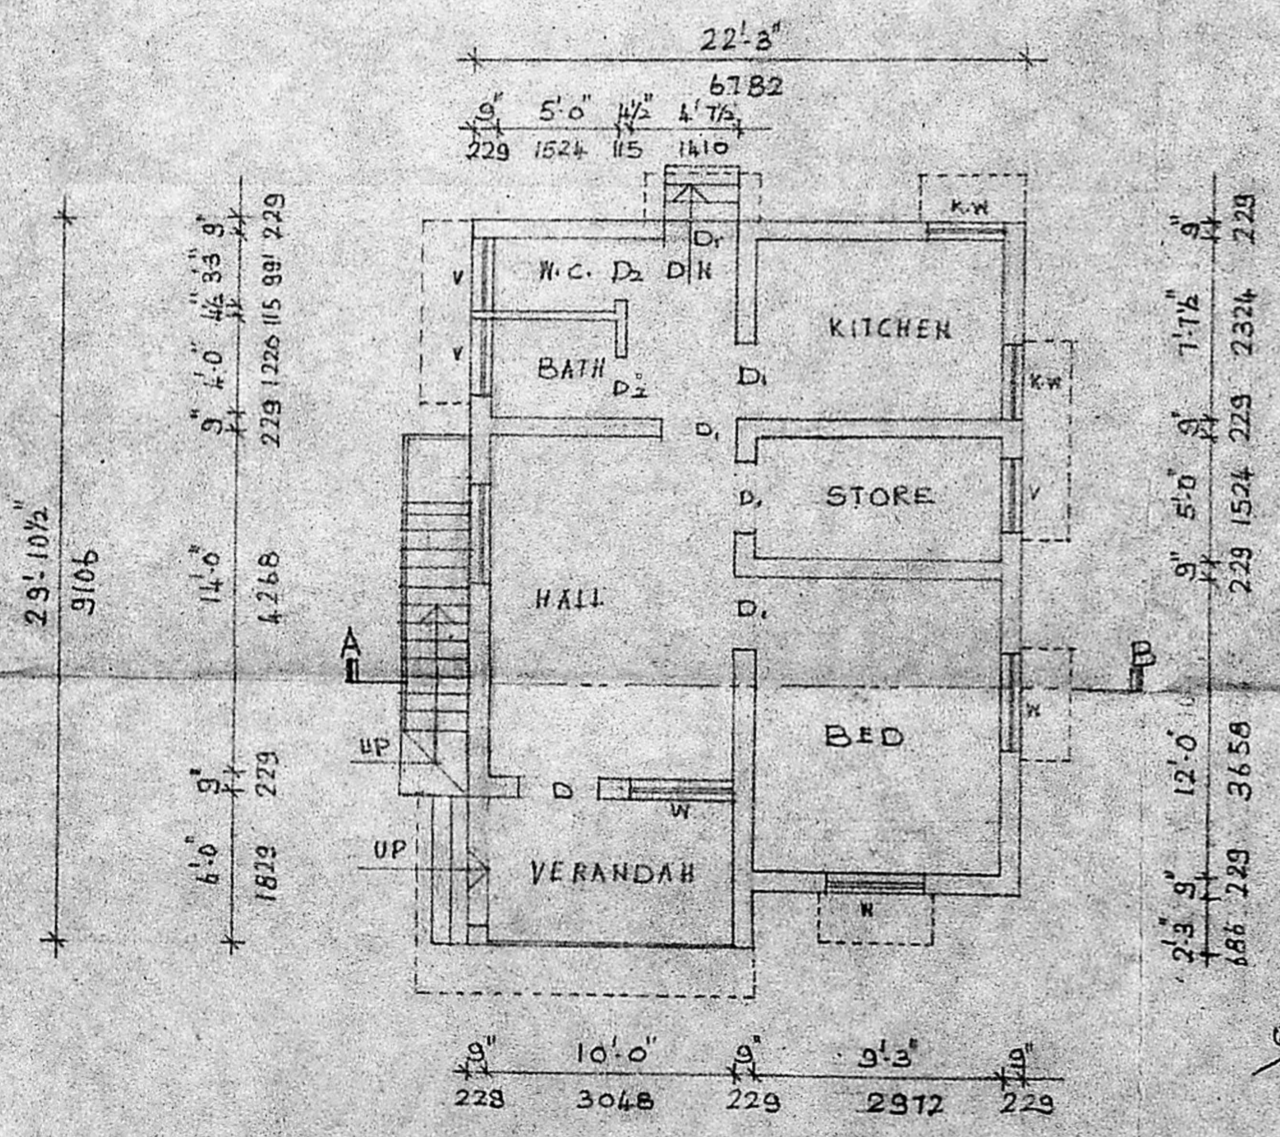 22'-3"
6782
9" 5'-0" 4½" 4'-7½"
229 1524 115 1410
K.W
D₁
W.C. D₂ DN
V
KITCHEN
V
BATH
D₂
D₁
K.W
D₁
STORE
D₁
V
HALL
D₁
A
B
W
BED
UP
D
W
UP
VERANDAH
W
29'-10½"
9106
9" 3'3" 4½" 4'-0" 9" 14'-0" 9" 6'-0"
229 991 115 1226 229 4268 229 1829
9" 7'-7½" 9" 5'-0" 9" 12'-0" 9" 2'-3"
229 2324 229 1524 229 3658 229 686
9" 10'-0" 9" 9'-3" 9"
228 3048 229 2972 229